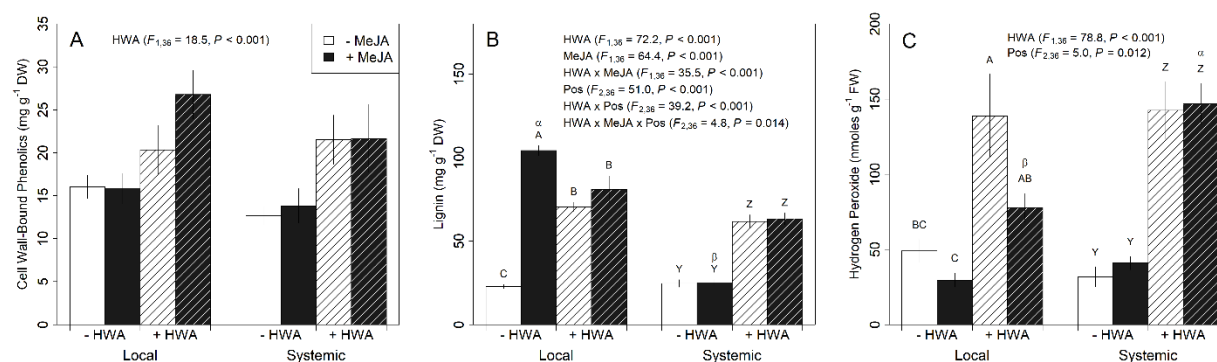 A
HWA (F1,36 = 18.5, P < 0.001)
- MeJA
+ MeJA
Cell Wall-Bound Phenolics (mg g-1 DW)
35
30
25
20
15
10
5
0
- HWA + HWA - HWA + HWA
Local Systemic
B
HWA (F1,36 = 72.2, P < 0.001)
MeJA (F1,36 = 64.4, P < 0.001)
HWA x MeJA (F1,36 = 35.5, P < 0.001)
Pos (F2,36 = 51.0, P < 0.001)
HWA x Pos (F2,36 = 39.2, P < 0.001)
HWA x MeJA x Pos (F2,36 = 4.8, P = 0.014)
Lignin (mg g-1 DW)
150
100
50
0
α
A
B
B
C
Z
Z
β
Y
Y
- HWA + HWA - HWA + HWA
Local Systemic
C
HWA (F1,36 = 78.8, P < 0.001)
Pos (F2,36 = 5.0, P = 0.012)
Hydrogen Peroxide (nmoles g-1 FW)
200
150
100
50
0
A
α
Z
Z
β
AB
BC
C
Y
Y
- HWA + HWA - HWA + HWA
Local Systemic